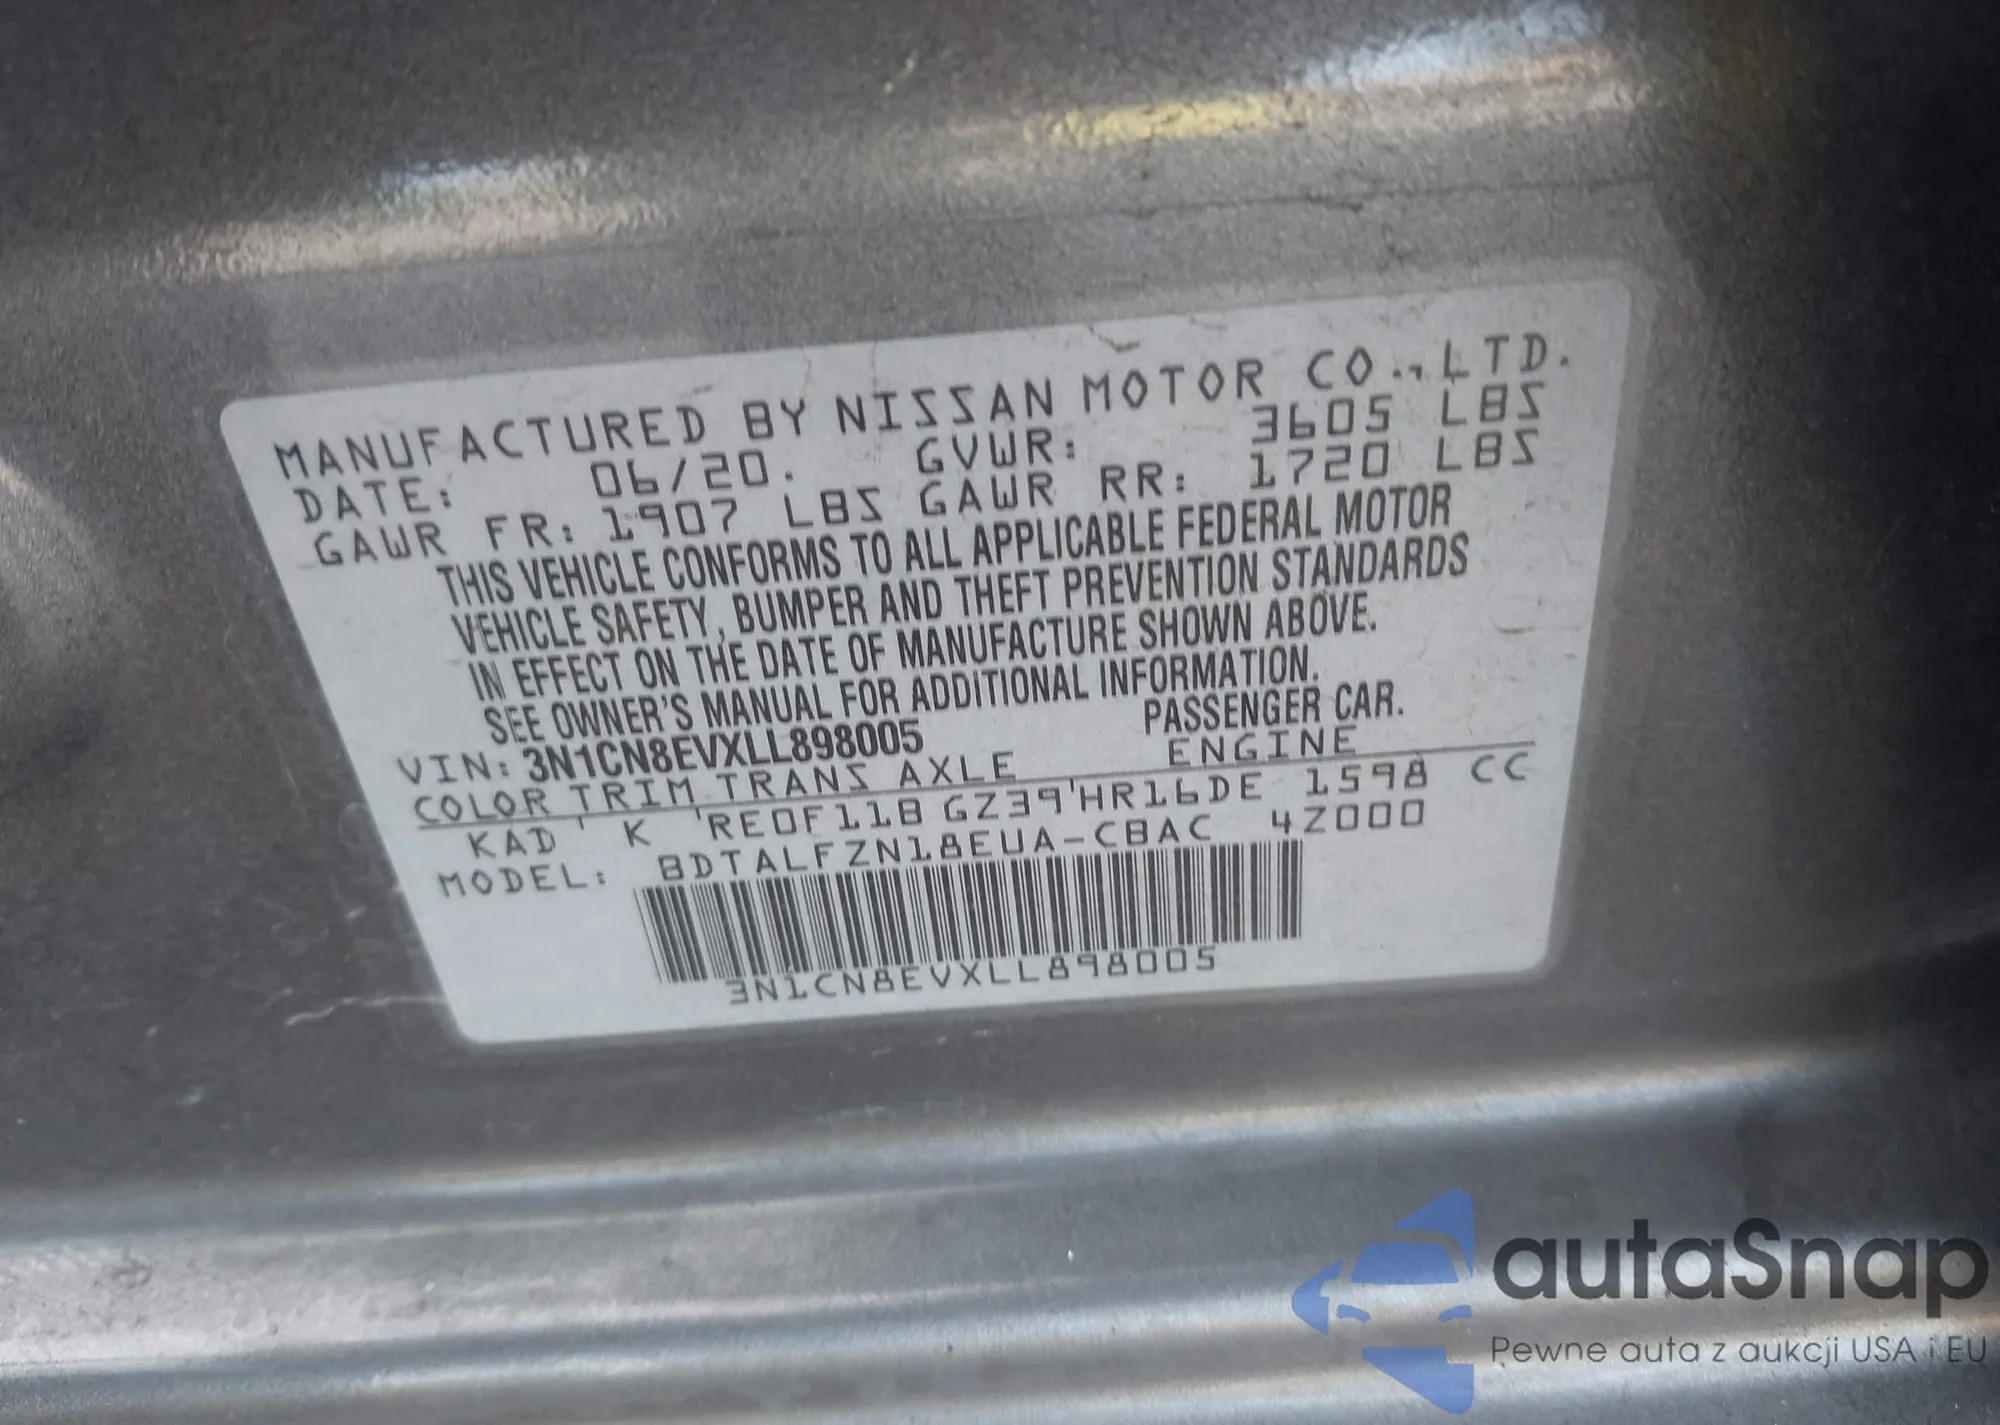 MANUFACTURED BY NISSAN MOTOR CO., LTD.
DATE: 06/20. GVWR: 3605 LBS
GAWR FR: 1907 LBS GAWR RR: 1720 LBS
THIS VEHICLE CONFORMS TO ALL APPLICABLE FEDERAL MOTOR
VEHICLE SAFETY, BUMPER AND THEFT PREVENTION STANDARDS
IN EFFECT ON THE DATE OF MANUFACTURE SHOWN ABOVE.
SEE OWNER'S MANUAL FOR ADDITIONAL INFORMATION.
VIN: 3N1CN8EVXLL898005 PASSENGER CAR.
COLOR TRIM TRANS AXLE ENGINE
KAD ' K 'RE0F11B GZ39'HR16DE 1598 CC
MODEL: BDTALFZN18EUA-CBAC 4Z000
3N1CN8EVXLL898005
autaSnap
Pewne auta z aukcji USA i EU